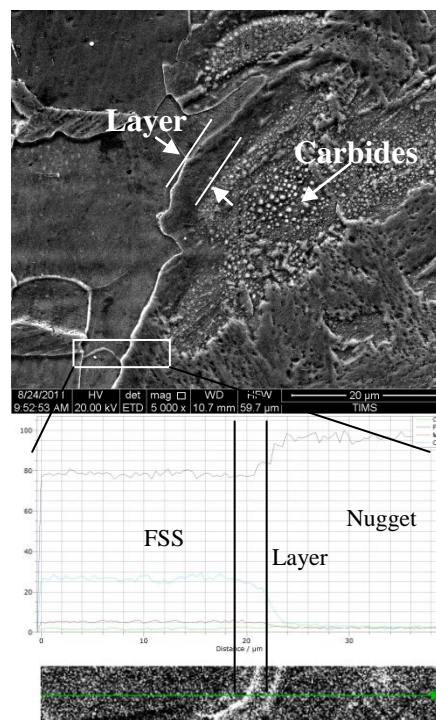 Layer
Carbides
8/24/2011 HV det mag □ WD HFW 20 µm
9:52:53 AM 20.00 kV ETD 5 000 x 10.7 mm 59.7 µm TIMS
100
80
60
FSS
Nugget
Layer
40
20
0
0 10 20 30
Distance / µm